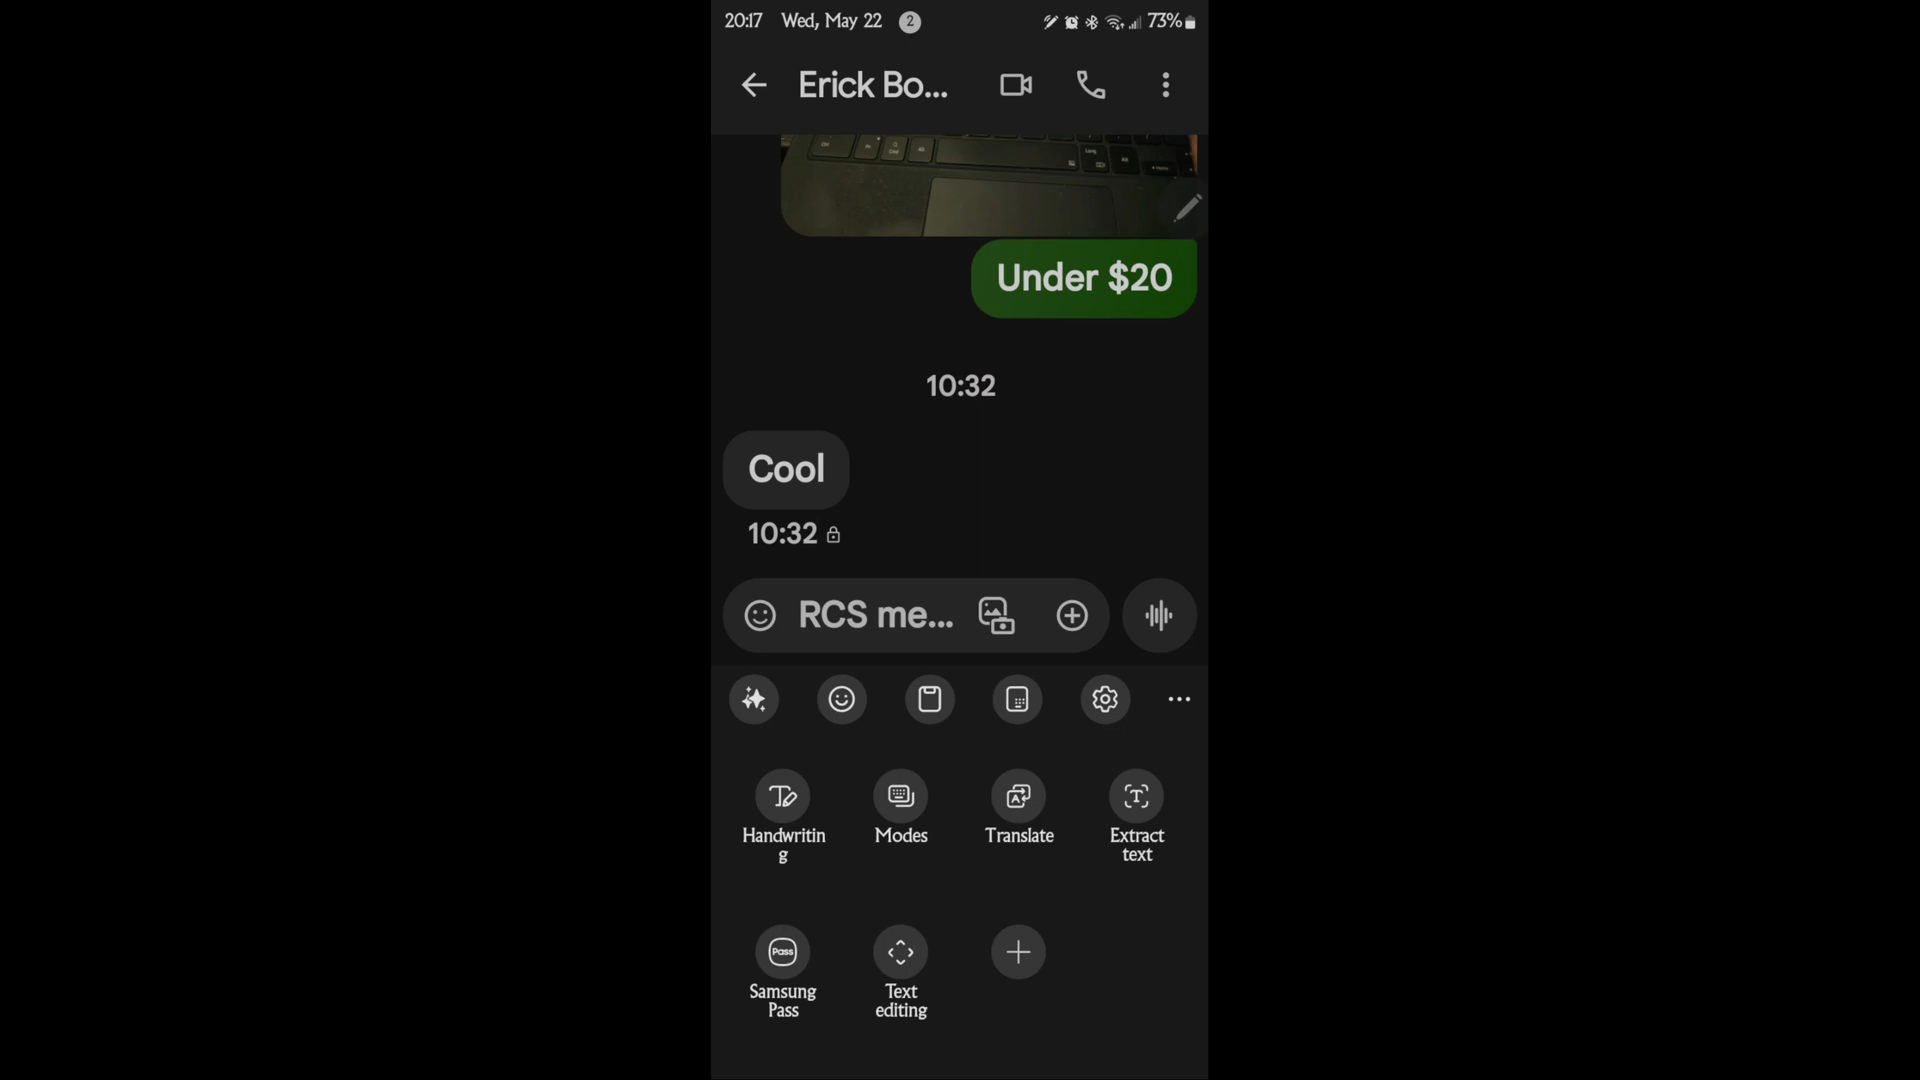 20:17 Wed, May 22 2 73%
Erick Bo...
Under $20
10:32
Cool
10:32
RCS me...
Handwritin
g
Modes
Translate
Extract
text
Pass
Samsung
Pass
Text
editing